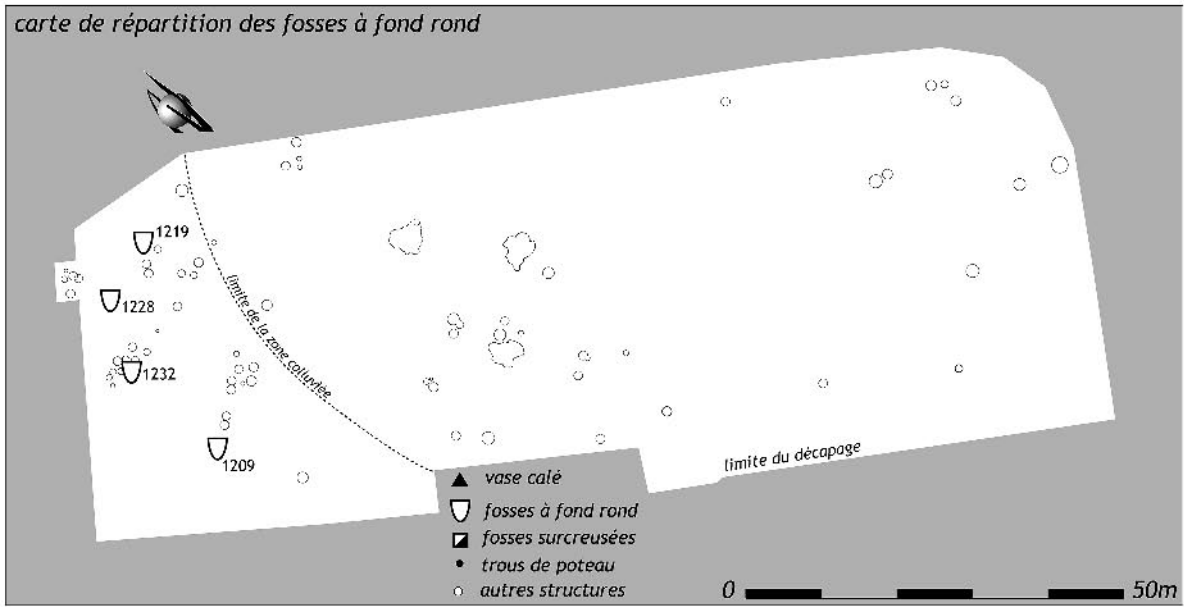 carte de répartition des fosses à fond rond
1219
1228
limite de la zone colluviée
1232
1209
limite du décapage
vase calé
fosses à fond rond
fosses surcreusées
trous de poteau
autres structures
0
50m